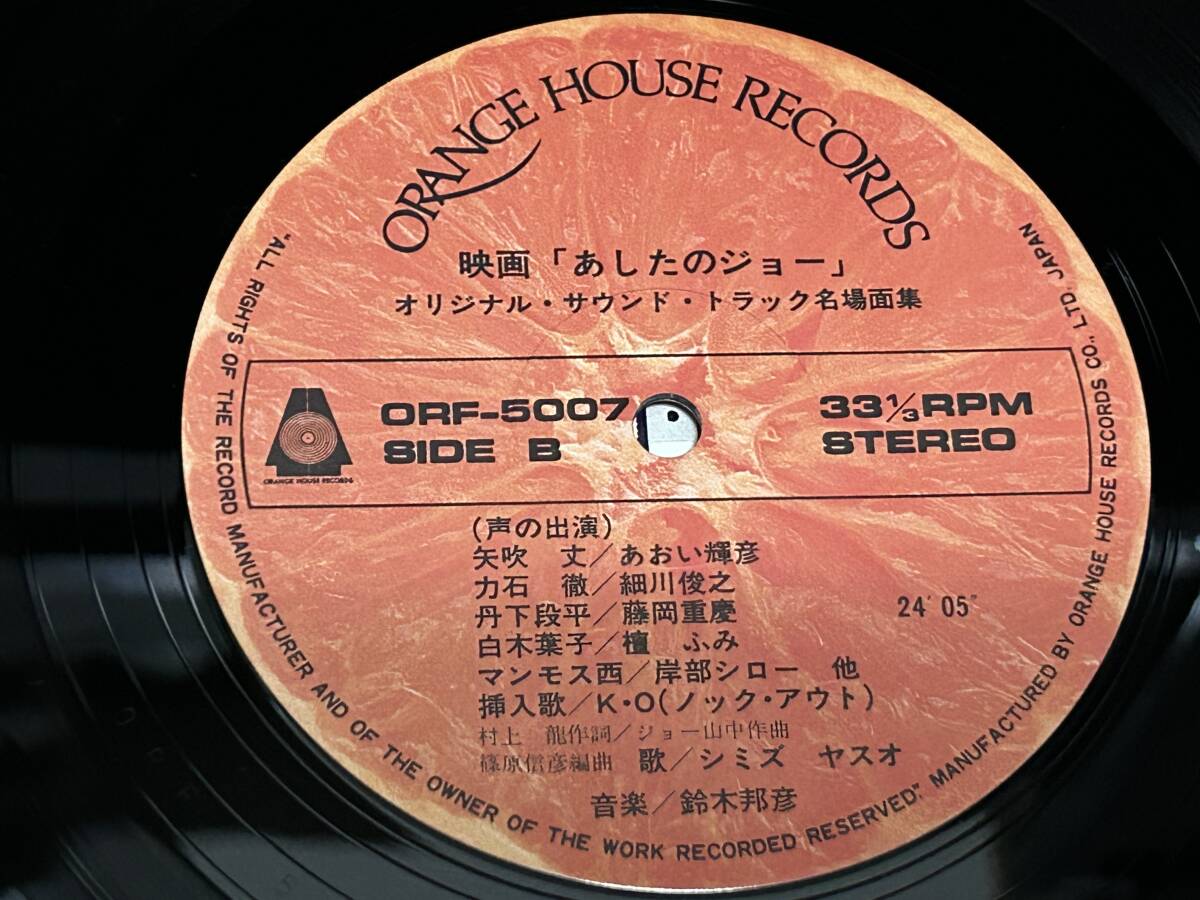 ORANGE HOUSE RECORDS
映画「あしたのジョー」
オリジナル・サウンド・トラック名場面集
ORF-5007
SIDE B
33⅓RPM
STEREO
ORANGE HOUSE RECORDS
(声の出演)
矢吹　丈/あおい輝彦
力石　徹/細川俊之
丹下段平/藤岡重慶
白木葉子/檀　ふみ
マンモス西/岸部シロー　他
挿入歌/K・O(ノック・アウト)
村上　龍作詞/ジョー山中作曲
篠原信彦編曲　歌/シミズ　ヤスオ
音楽/鈴木邦彦
24′05″
"ALL RIGHTS OF THE RECORD MANUFACTURER AND OF THE OWNER OF THE WORK RECORDED RESERVED." MANUFACTURED BY ORANGE HOUSE RECORDS CO., LTD. JAPAN